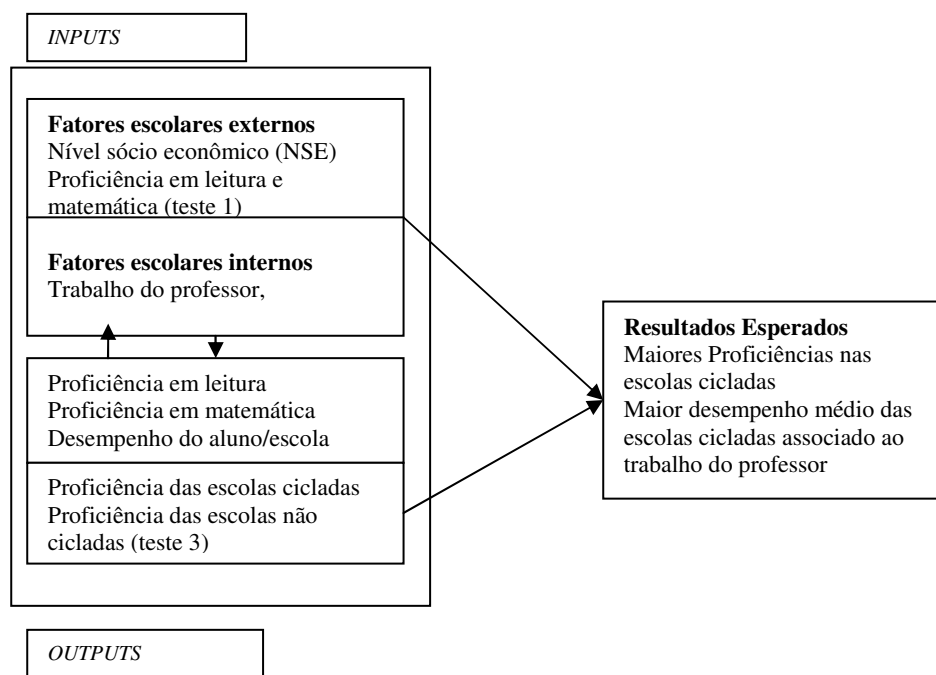 INPUTS
Fatores escolares externos
Nível sócio econômico (NSE)
Proficiência em leitura e
matemática (teste 1)
Fatores escolares internos
Trabalho do professor,
Proficiência em leitura
Proficiência em matemática
Desempenho do aluno/escola
Proficiência das escolas cicladas
Proficiência das escolas não
cicladas (teste 3)
Resultados Esperados
Maiores Proficiências nas
escolas cicladas
Maior desempenho médio das
escolas cicladas associado ao
trabalho do professor
OUTPUTS